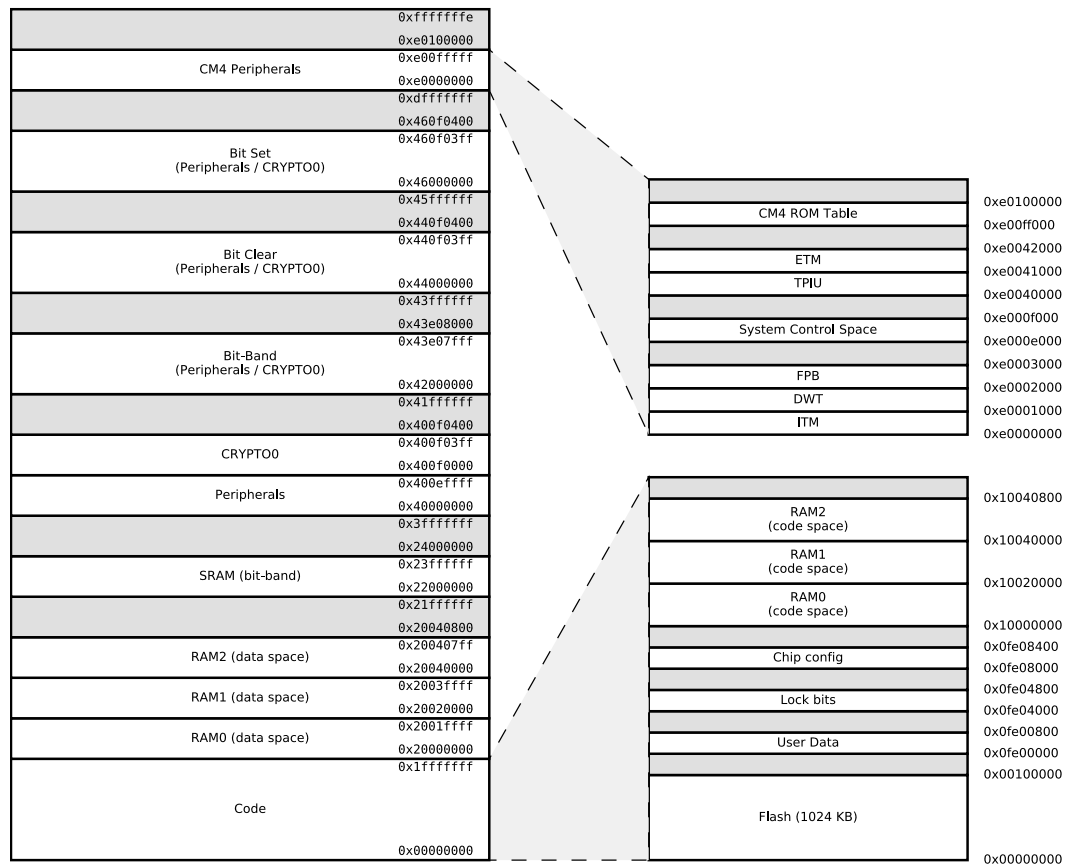 0xfffffffe
0xe0100000
0xe00fffff
CM4 Peripherals
0xe0000000
0xdfffffff
0x460f0400
0x460f03ff
Bit Set
(Peripherals / CRYPTO0)
0x46000000
0x45ffffff
0x440f0400
0x440f03ff
Bit Clear
(Peripherals / CRYPTO0)
0x44000000
0x43ffffff
0x43e08000
0x43e07fff
Bit-Band
(Peripherals / CRYPTO0)
0x42000000
0x41ffffff
0x400f0400
0x400f03ff
CRYPTO0
0x400f0000
0x400effff
Peripherals
0x40000000
0x3fffffff
0x24000000
0x23ffffff
SRAM (bit-band)
0x22000000
0x21ffffff
0x20040800
0x200407ff
RAM2 (data space)
0x20040000
0x2003ffff
RAM1 (data space)
0x20020000
0x2001ffff
RAM0 (data space)
0x20000000
0x1fffffff
Code
0x00000000
0xe0100000
CM4 ROM Table
0xe00ff000
0xe0042000
ETM
0xe0041000
TPIU
0xe0040000
0xe000f000
System Control Space
0xe000e000
0xe0003000
FPB
0xe0002000
DWT
0xe0001000
ITM
0xe0000000
0x10040800
RAM2
(code space)
0x10040000
RAM1
(code space)
0x10020000
RAM0
(code space)
0x10000000
0x0fe08400
Chip config
0x0fe08000
0x0fe04800
Lock bits
0x0fe04000
0x0fe00800
User Data
0x0fe00000
0x00100000
Flash (1024 KB)
0x00000000